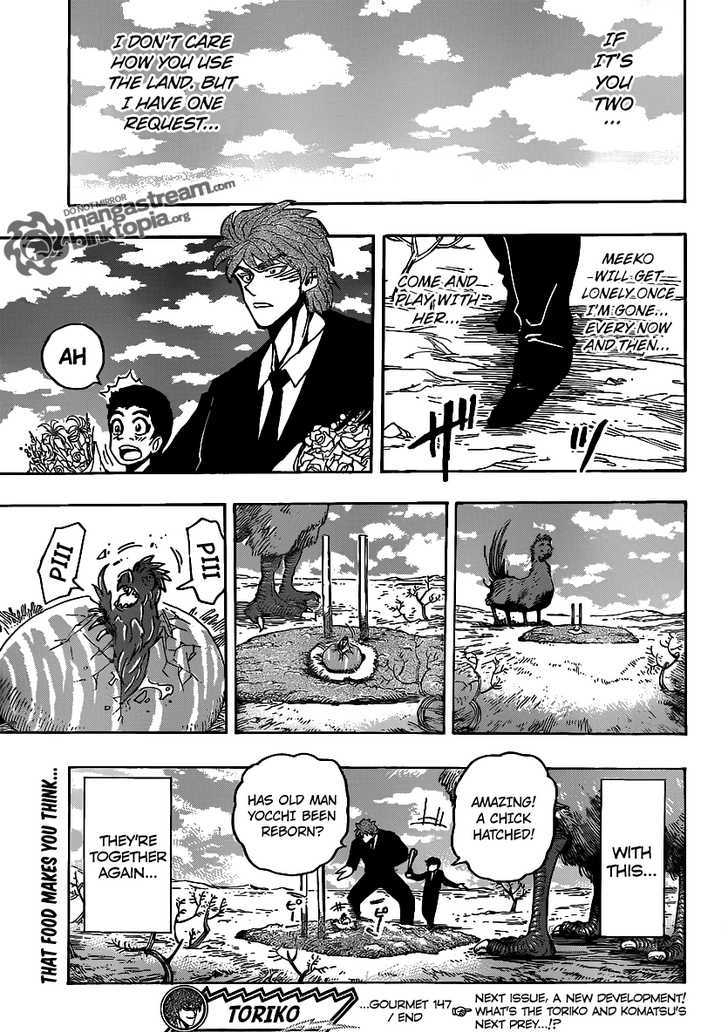 IF
IT'S
YOU
TWO
...
I DON'T CARE
HOW YOU USE
THE LAND. BUT
I HAVE ONE
REQUEST...
DO NOT MIRROR
mangastream.com
binktopia.org
MEEKO
WILL GET
LONELY ONCE
I'M GONE...
EVERY NOW
AND THEN...
COME AND
PLAY WITH
HER...
AH
PIII
PIII
WITH
THIS...
AMAZING!
A CHICK
HATCHED!
HAS OLD MAN
YOCCHI BEEN
REBORN?
THEY'RE
TOGETHER
AGAIN...
THAT FOOD MAKES YOU THINK...
TORIKO
...GOURMET 147
/ END
NEXT ISSUE, A NEW DEVELOPMENT!
WHAT'S THE TORIKO AND KOMATSU'S
NEXT PREY...!?